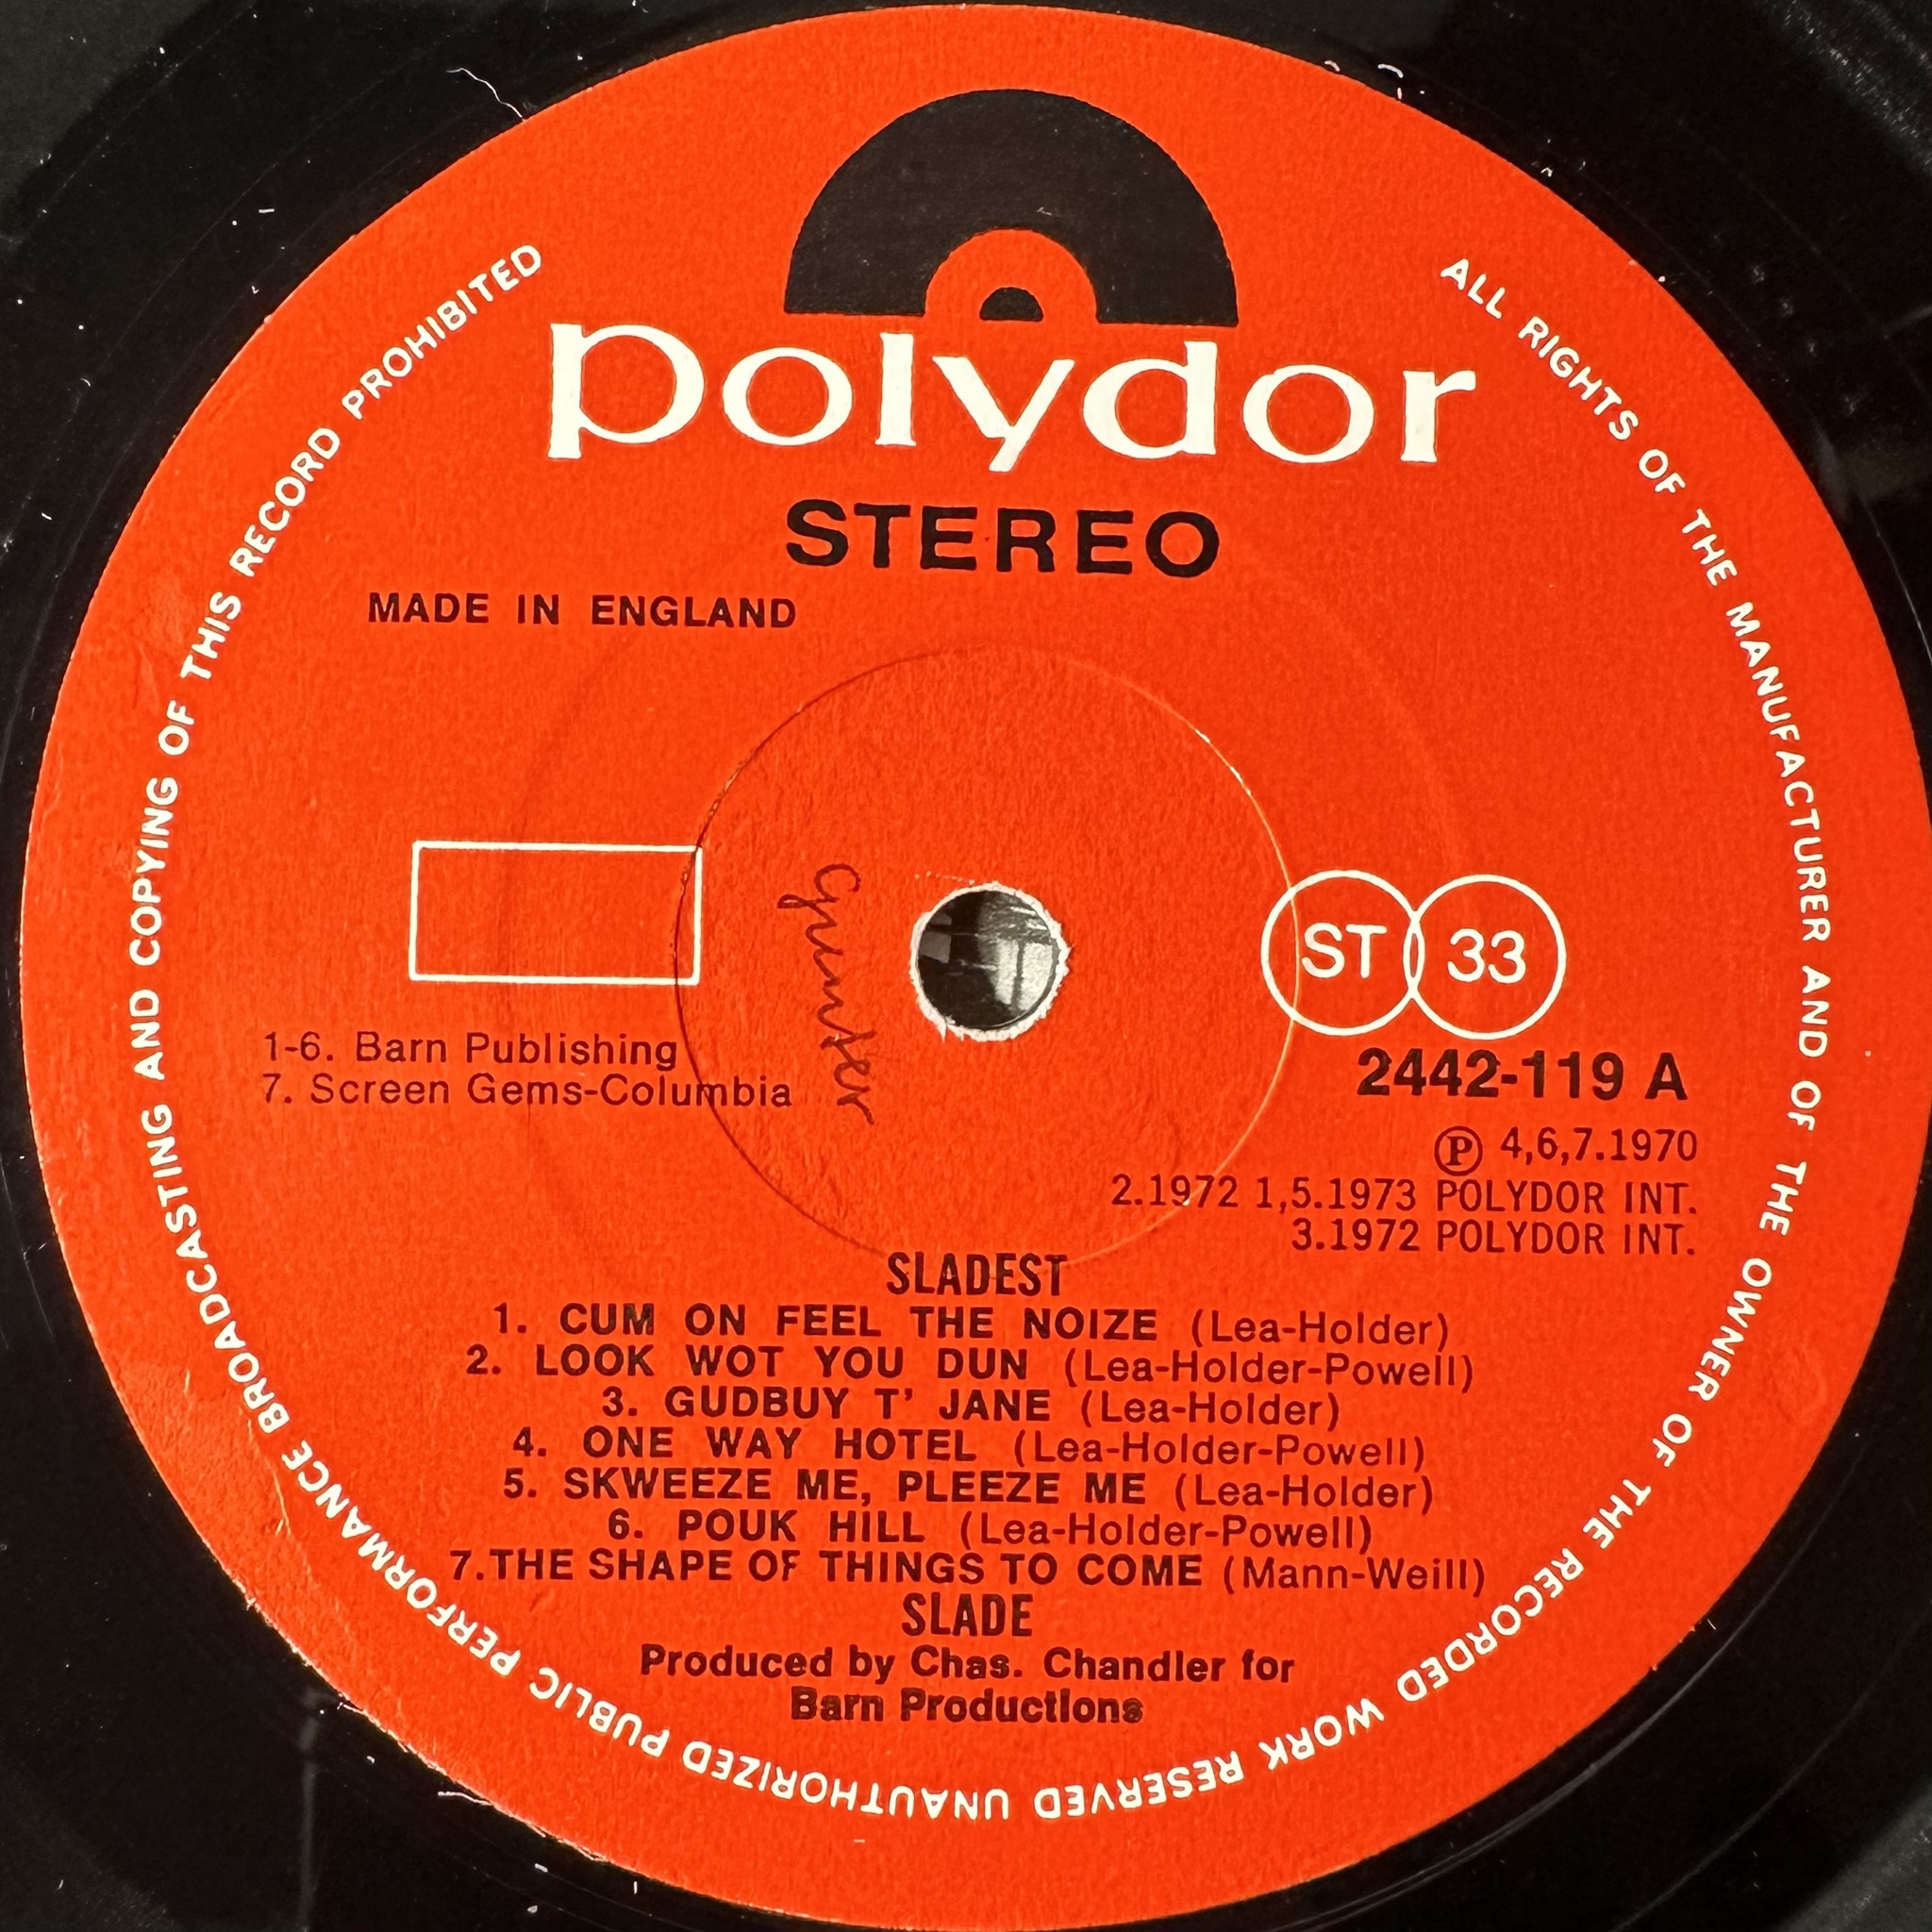 polydor
STEREO
MADE IN ENGLAND
ST 33
1-6. Barn Publishing
7. Screen Gems-Columbia
2442-119 A
Ⓟ 4,6,7.1970
2.1972 1,5.1973 POLYDOR INT.
3.1972 POLYDOR INT.
SLADEST
1. CUM ON FEEL THE NOIZE (Lea-Holder)
2. LOOK WOT YOU DUN (Lea-Holder-Powell)
3. GUDBUY T' JANE (Lea-Holder)
4. ONE WAY HOTEL (Lea-Holder-Powell)
5. SKWEEZE ME, PLEEZE ME (Lea-Holder)
6. POUK HILL (Lea-Holder-Powell)
7.THE SHAPE OF THINGS TO COME (Mann-Weill)
SLADE
Produced by Chas. Chandler for
Barn Productions
ALL RIGHTS OF THE MANUFACTURER AND OF THE OWNER OF THE RECORDED WORK RESERVED UNAUTHORIZED PUBLIC PERFORMANCE BROADCASTING AND COPYING OF THIS RECORD PROHIBITED